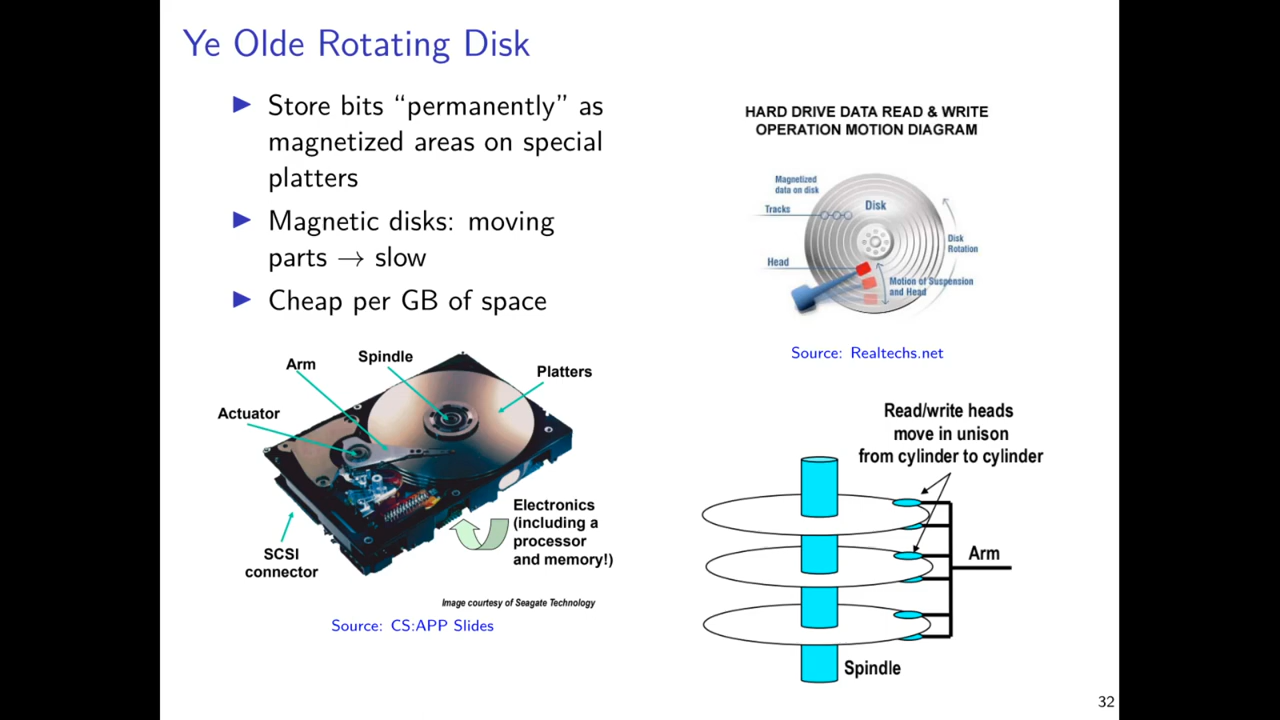 Ye Olde Rotating Disk
▶ Store bits “permanently” as
magnetized areas on special
platters
▶ Magnetic disks: moving
parts → slow
▶ Cheap per GB of space
Arm
Spindle
Platters
Actuator
Electronics
(including a
processor
and memory!)
SCSI
connector
Image courtesy of Seagate Technology
Source: CS:APP Slides
HARD DRIVE DATA READ & WRITE
OPERATION MOTION DIAGRAM
Magnetized
data on disk
Tracks
Disk
Disk
Rotation
Head
Motion of Suspension
and Head
Source: Realtechs.net
Read/write heads
move in unison
from cylinder to cylinder
Arm
Spindle
32